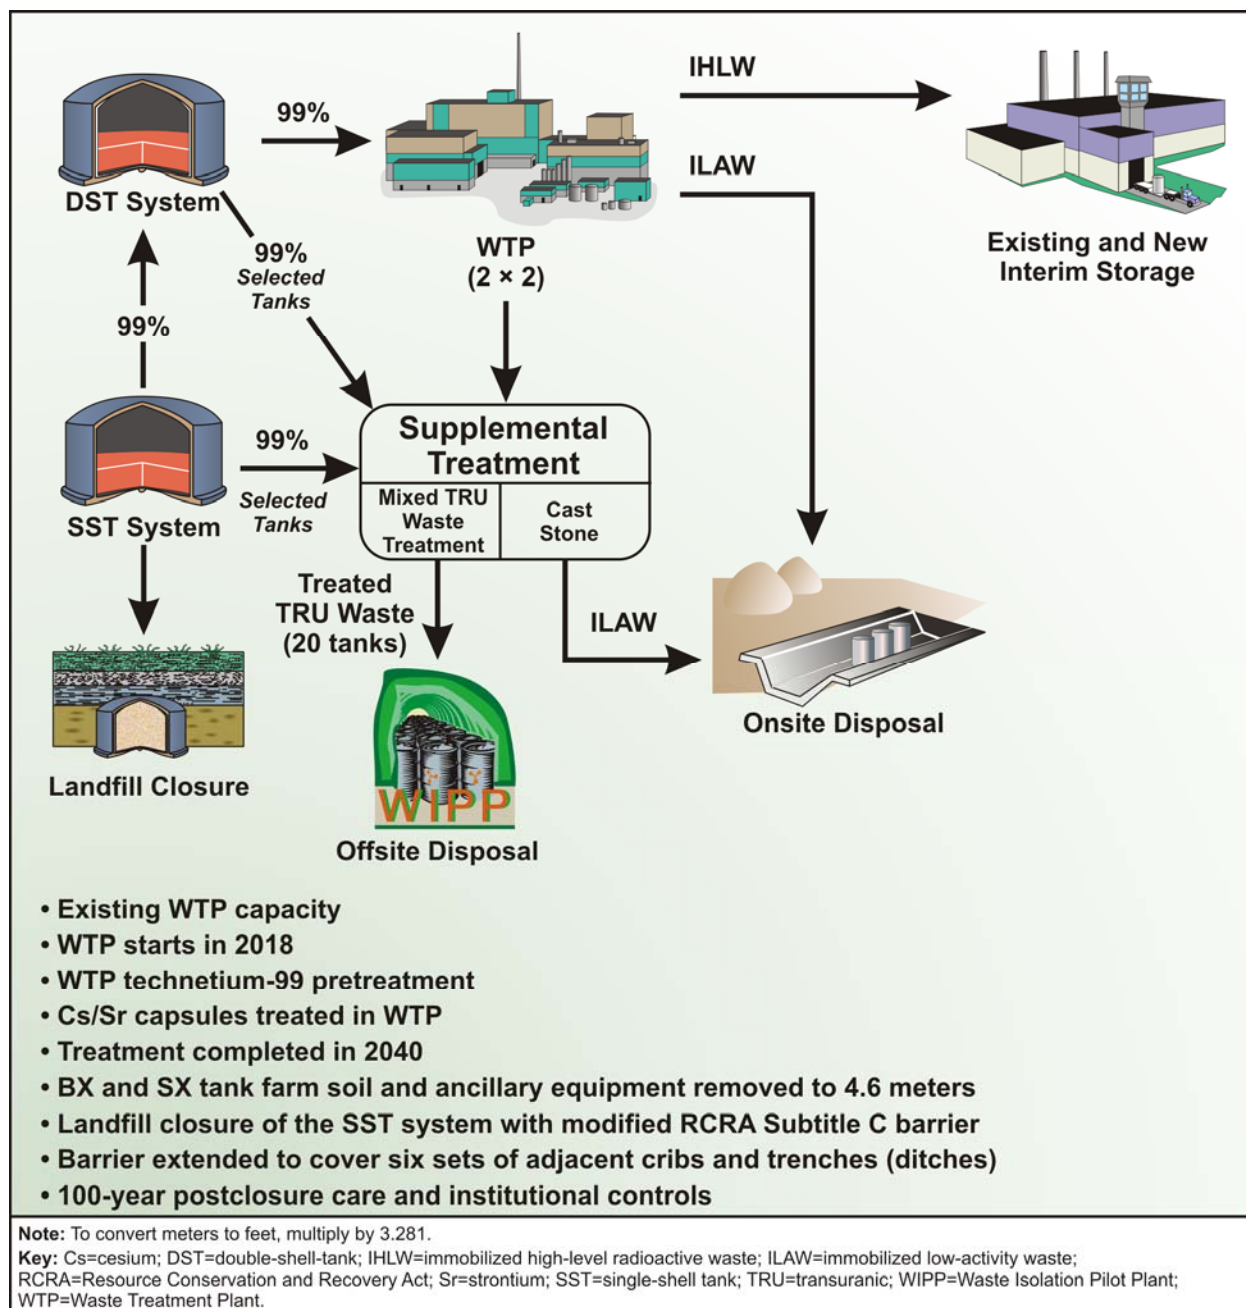 IHLW
99%
ILAW
DST System
WTP
(2 × 2)
Existing and New
Interim Storage
99%
Selected
Tanks
99%
Supplemental
Treatment
99%
Selected
Tanks
Mixed TRU
Waste
Treatment
Cast
Stone
SST System
Treated
TRU Waste
(20 tanks)
ILAW
WIPP
Onsite Disposal
Landfill Closure
Offsite Disposal
• Existing WTP capacity
• WTP starts in 2018
• WTP technetium-99 pretreatment
• Cs/Sr capsules treated in WTP
• Treatment completed in 2040
• BX and SX tank farm soil and ancillary equipment removed to 4.6 meters
• Landfill closure of the SST system with modified RCRA Subtitle C barrier
• Barrier extended to cover six sets of adjacent cribs and trenches (ditches)
• 100-year postclosure care and institutional controls
Note: To convert meters to feet, multiply by 3.281.
Key: Cs=cesium; DST=double-shell-tank; IHLW=immobilized high-level radioactive waste; ILAW=immobilized low-activity waste;
RCRA=Resource Conservation and Recovery Act; Sr=strontium; SST=single-shell tank; TRU=transuranic; WIPP=Waste Isolation Pilot Plant;
WTP=Waste Treatment Plant.